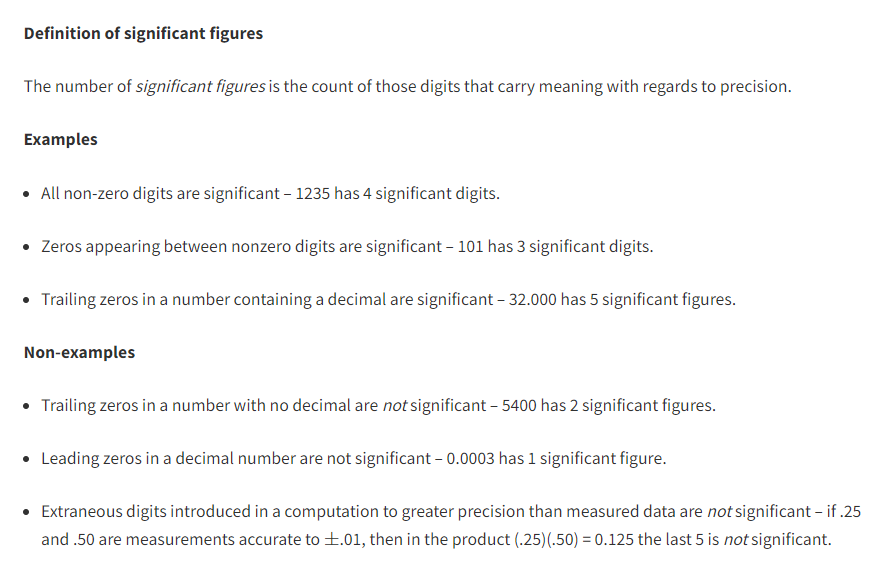 Definition of significant figures
The number of significant figures is the count of those digits that carry meaning with regards to precision.
Examples
• All non-zero digits are significant – 1235 has 4 significant digits.
• Zeros appearing between nonzero digits are significant – 101 has 3 significant digits.
• Trailing zeros in a number containing a decimal are significant – 32.000 has 5 significant figures.
Non-examples
• Trailing zeros in a number with no decimal are not significant – 5400 has 2 significant figures.
• Leading zeros in a decimal number are not significant – 0.0003 has 1 significant figure.
• Extraneous digits introduced in a computation to greater precision than measured data are not significant – if .25
and .50 are measurements accurate to ±.01, then in the product (.25)(.50) = 0.125 the last 5 is not significant.